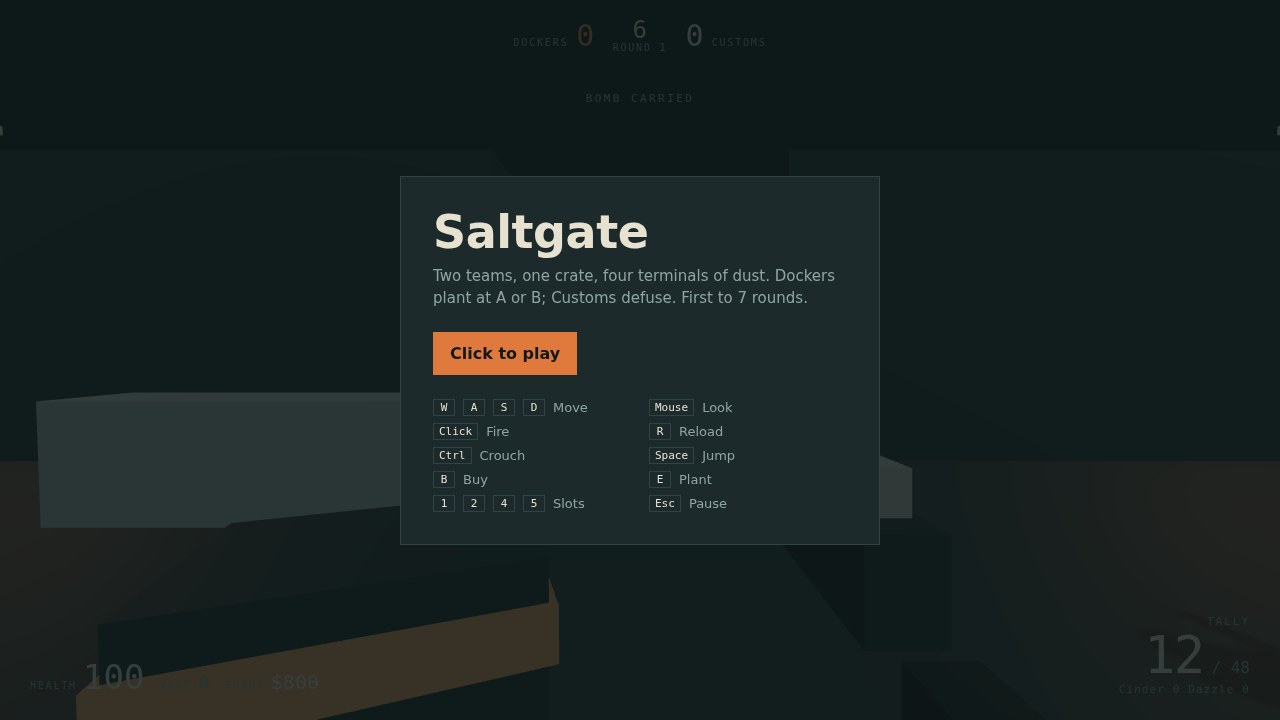 DOCKERS 0 6 0 CUSTOMS
ROUND 1
BOMB CARRIED
Saltgate
Two teams, one crate, four terminals of dust. Dockers
plant at A or B; Customs defuse. First to 7 rounds.
Click to play
W A S D Move
Mouse Look
Click Fire
R Reload
Ctrl Crouch
Space Jump
B Buy
E Plant
1 2 4 5 Slots
Esc Pause
HEALTH 100 $800
TALLY
12 / 48
Cinder 0 Dazzle 0